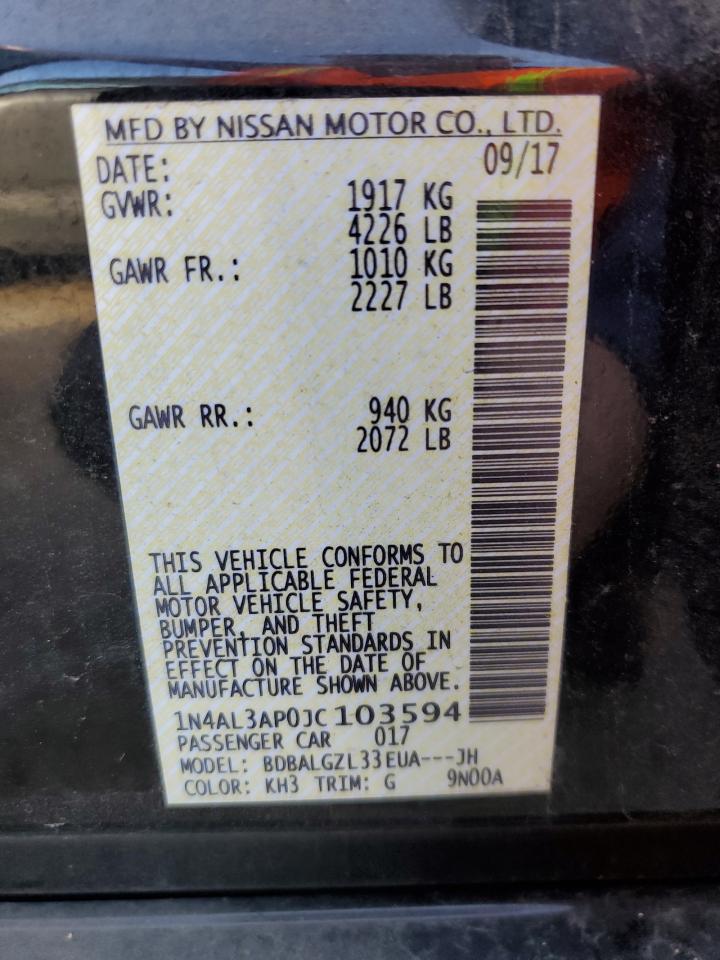 MFD BY NISSAN MOTOR CO., LTD.
DATE: 09/17
GVWR: 1917 KG
4226 LB
GAWR FR.: 1010 KG
2227 LB
GAWR RR.: 940 KG
2072 LB
THIS VEHICLE CONFORMS TO
ALL APPLICABLE FEDERAL
MOTOR VEHICLE SAFETY,
BUMPER, AND THEFT
PREVENTION STANDARDS IN
EFFECT ON THE DATE OF
MANUFACTURE SHOWN ABOVE.
1N4AL3AP0JC103594
PASSENGER CAR 017
MODEL: BDBALGZL33EUA---JH
COLOR: KH3 TRIM: G 9N00A